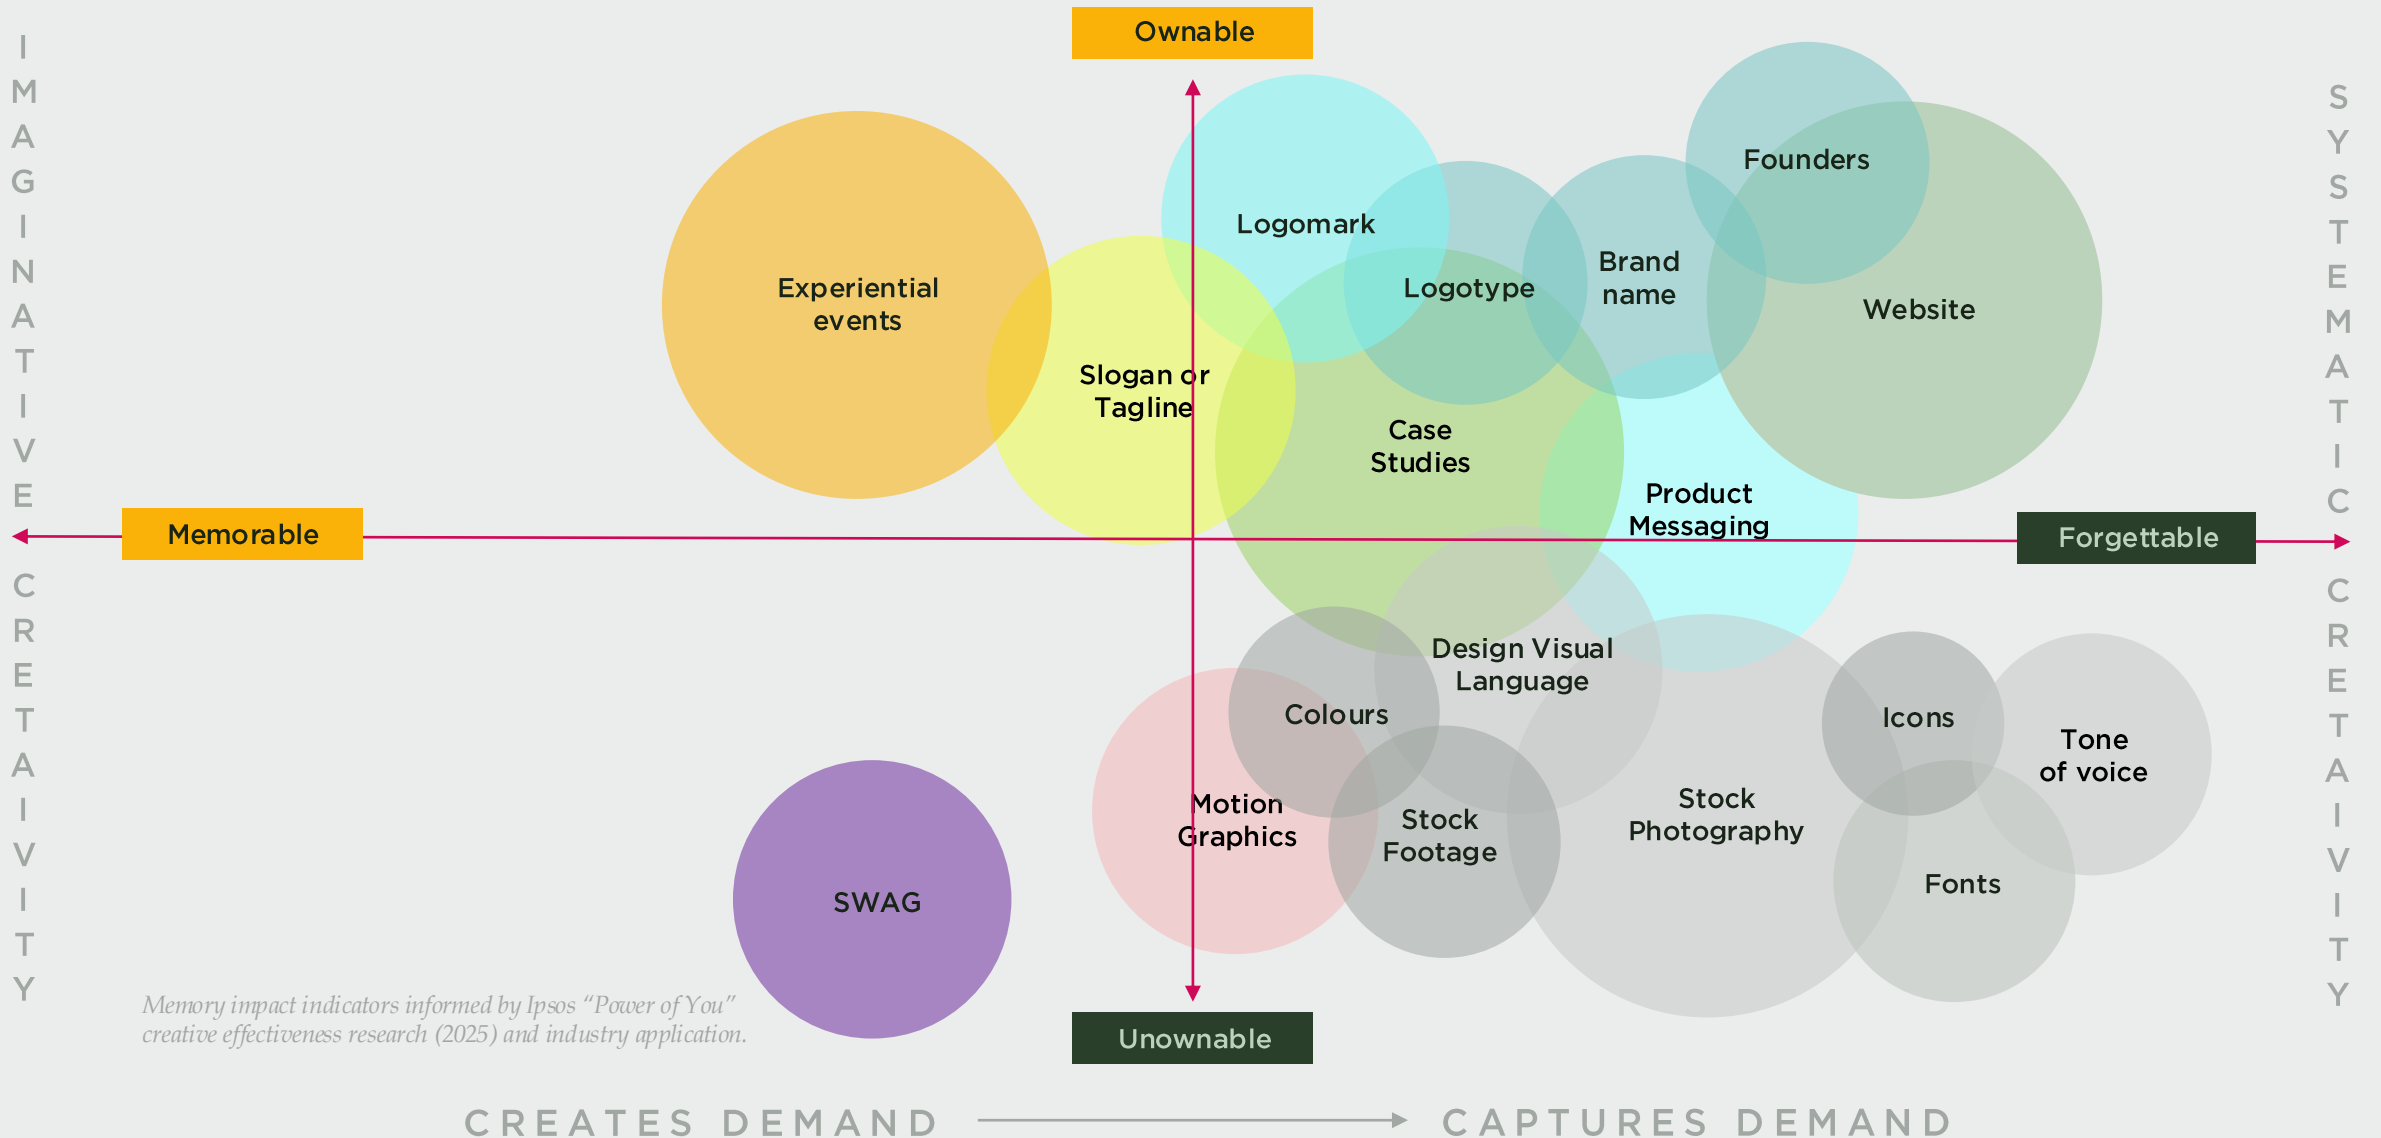 Ownable
IMAGINATIVE CRETAIVITY
SYSTEMATIC CRETAIVITY
Founders
Logomark
Brand
name
Experiential
events
Logotype
Website
Slogan or
Tagline
Case
Studies
Product
Messaging
Memorable
Forgettable
Design Visual
Language
Colours
Icons
Tone
of voice
Motion
Graphics
Stock
Footage
Stock
Photography
Fonts
SWAG
Memory impact indicators informed by Ipsos “Power of You”
creative effectiveness research (2025) and industry application.
Unownable
CREATES DEMAND
CAPTURES DEMAND